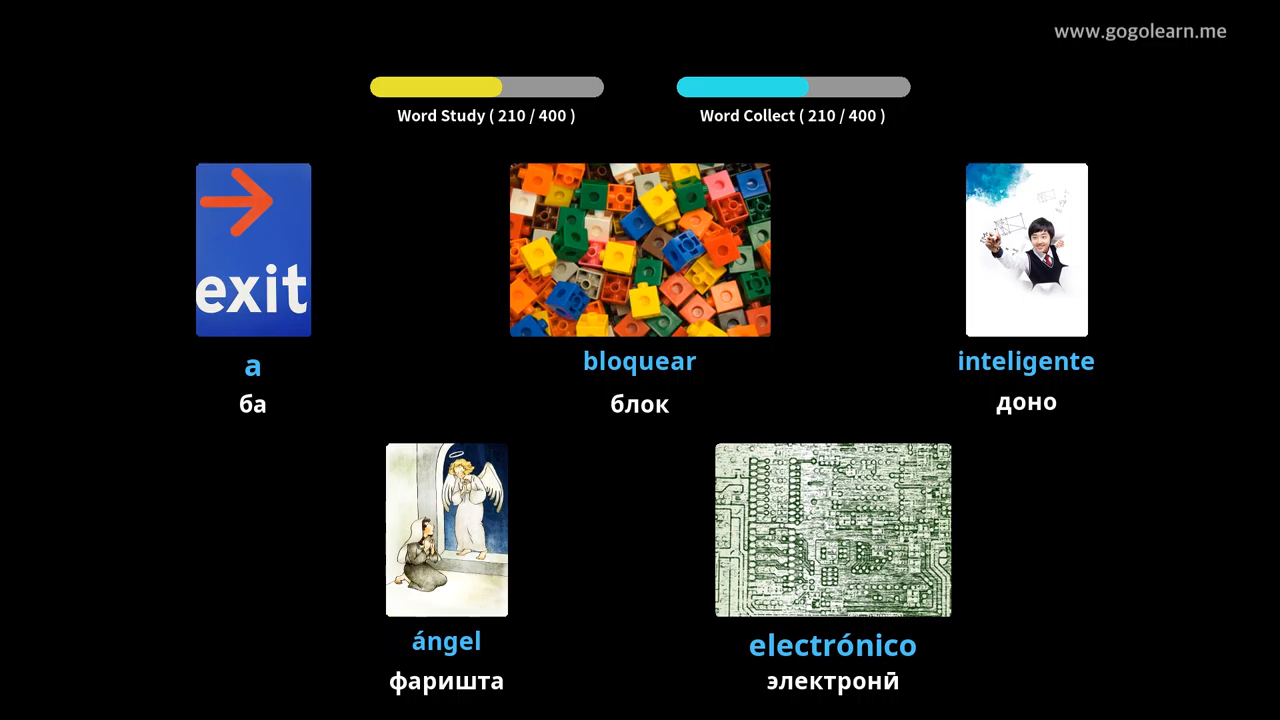 www.gogolearn.me
Word Study ( 210 / 400 )
Word Collect ( 210 / 400 )
exit
a
ба
bloquear
блок
inteligente
доно
ángel
фаришта
electrónico
электронӣ